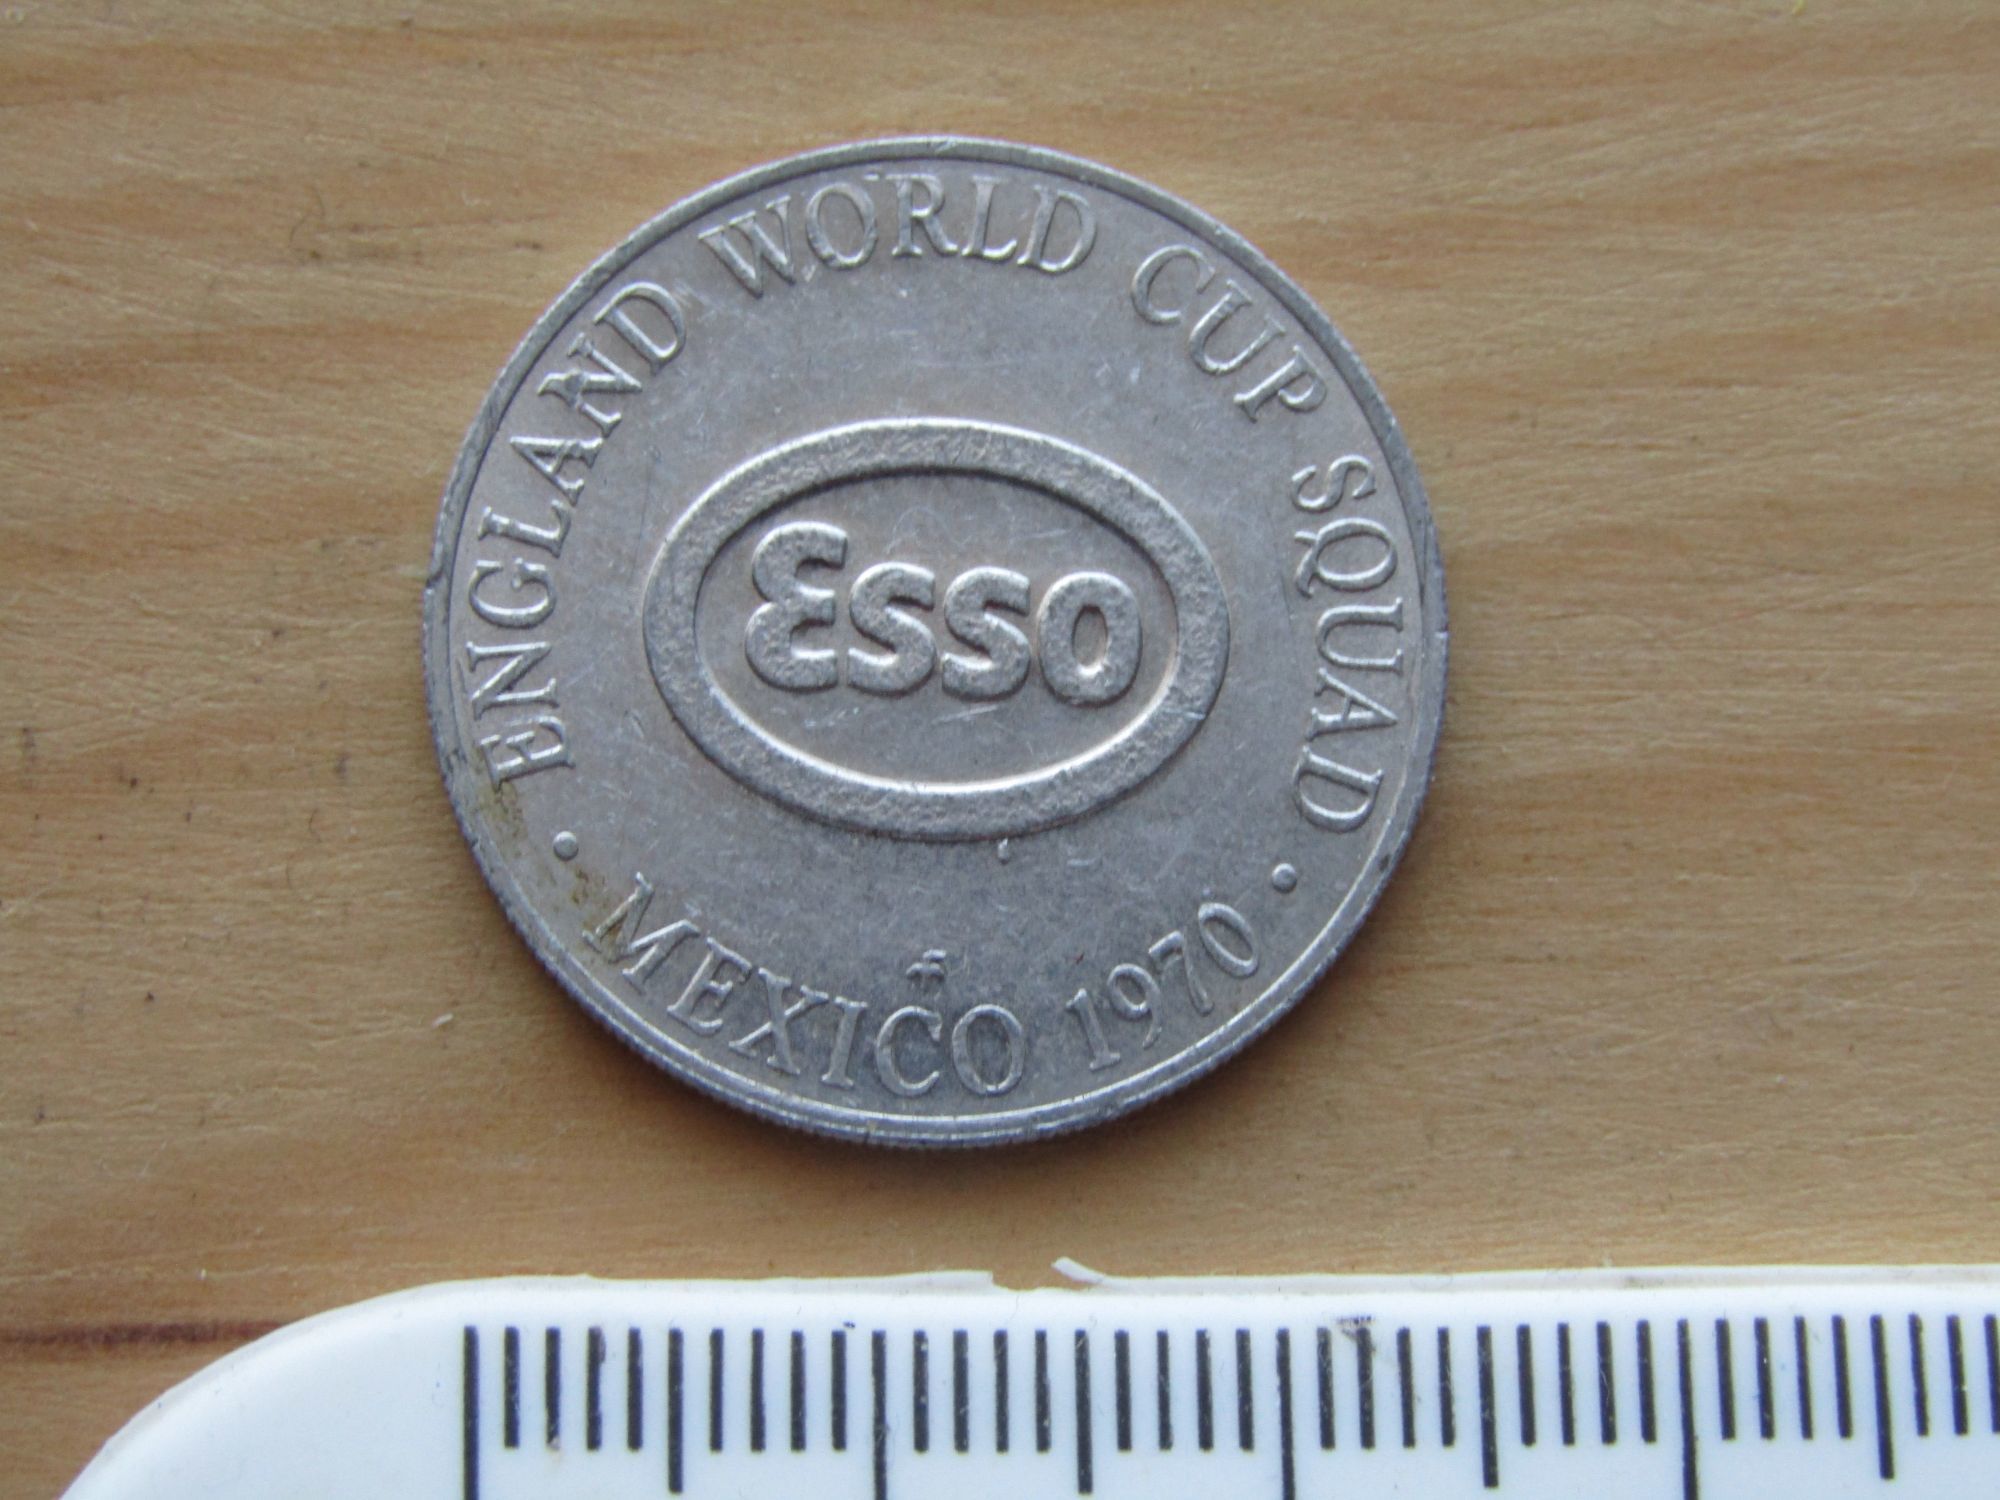 ENGLAND WORLD CUP SQUAD
Esso
MEXICO 1970